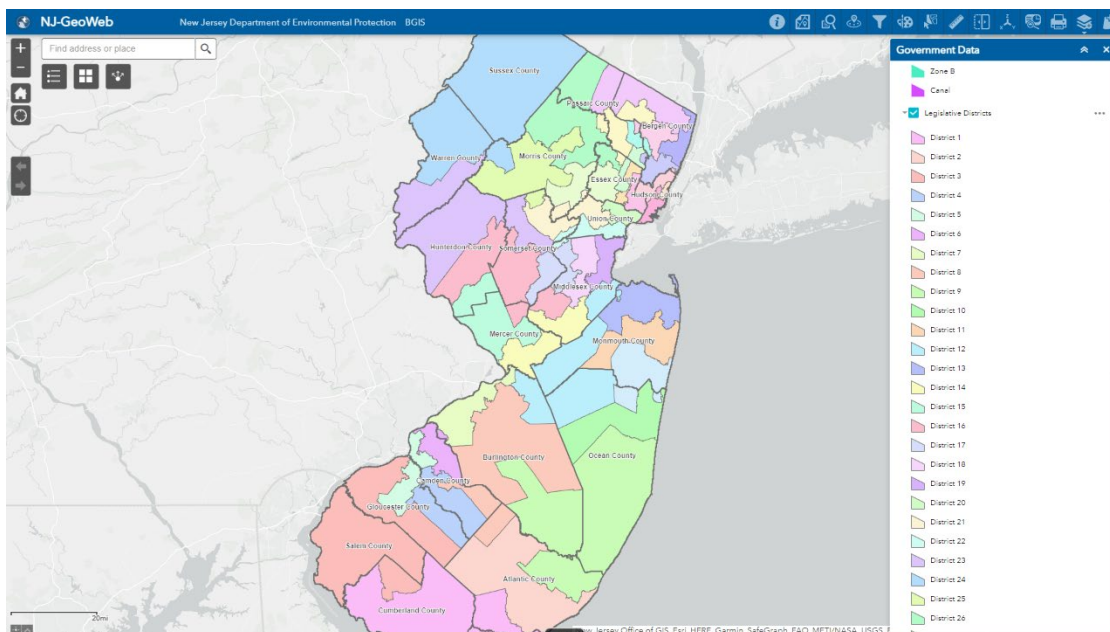 NJ-GeoWeb
New Jersey Department of Environmental Protection BGIS
Find address or place
Government Data
Zone B
Canal
Legislative Districts
District 1
District 2
District 3
District 4
District 5
District 6
District 7
District 8
District 9
District 10
District 11
District 12
District 13
District 14
District 15
District 16
District 17
District 18
District 19
District 20
District 21
District 22
District 23
District 24
District 25
District 26
Sussex County
Passaic County
Bergen County
Warren County
Morris County
Essex County
Hudson County
Union County
Hunterdon County
Somerset County
Middlesex County
Mercer County
Monmouth County
Burlington County
Ocean County
Camden County
Gloucester County
Salem County
Atlantic County
Cumberland County
20mi
Jersey Office of GIS, Esri, HERE, Garmin, SafeGraph, FAO, METI/NASA, USGS,